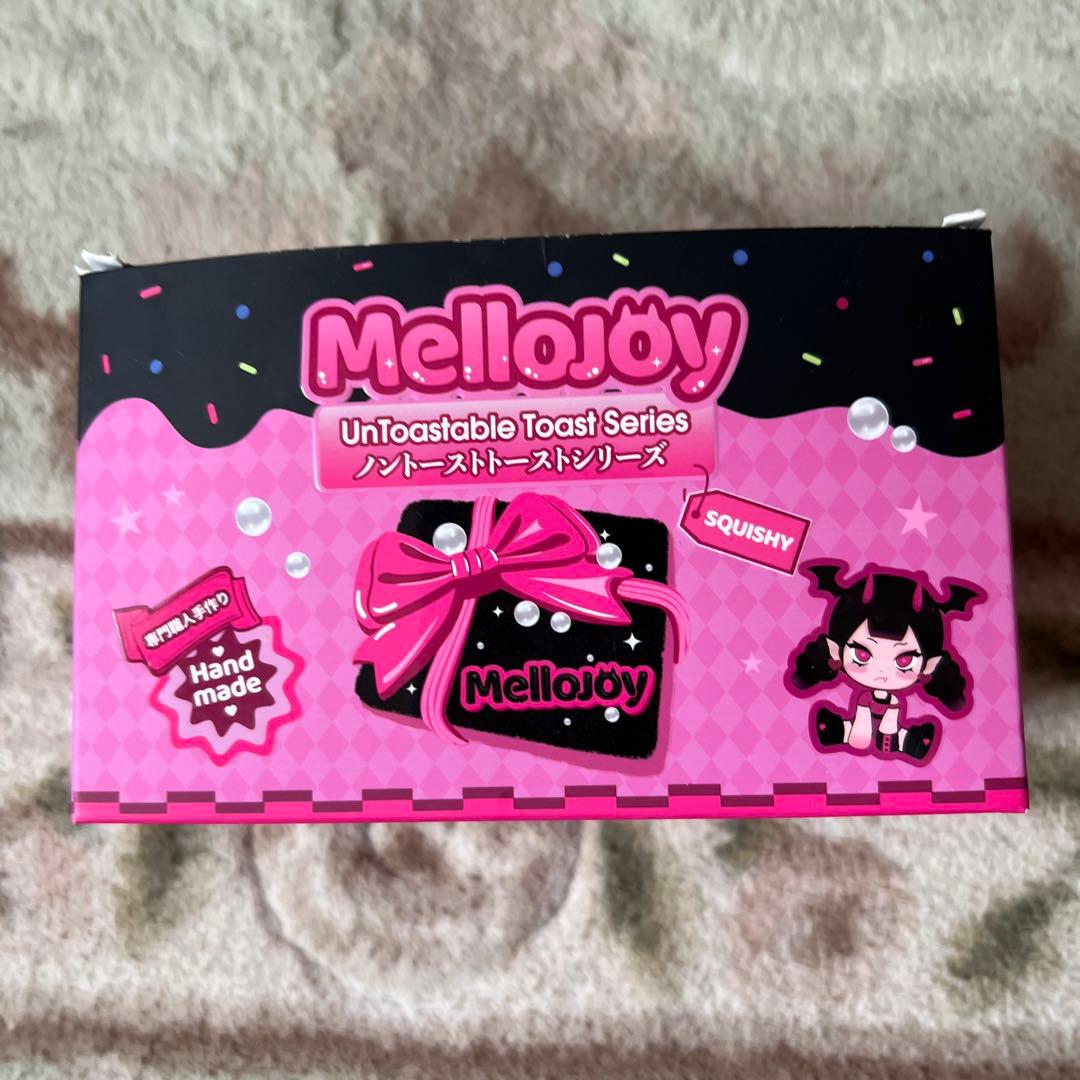 Mellojoy
UnToastable Toast Series
ノントーストトーストシリーズ
SQUISHY
専門職人手作り
Hand
made
Mellojoy